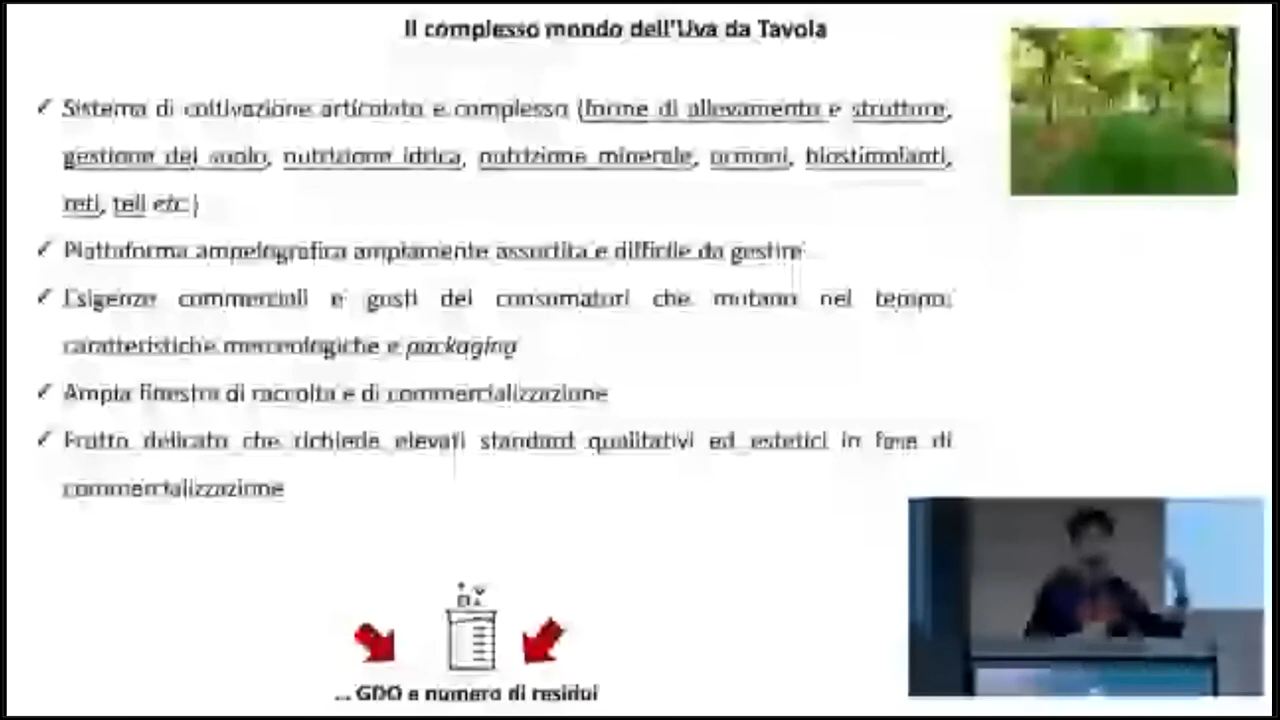 Il complesso mondo dell'Uva da Tavola
✓ Sistema di coltivazione articolato e complesso (forme di allevamento e strutture,
gestione del suolo, nutrizione idrica, nutrizione minerale, ormoni, biostimolanti,
reti, teli etc.)
✓ Piattaforma ampelografica ampiamente assortita e difficile da gestire
✓ Esigenze commerciali e gusti dei consumatori che mutano nel tempo:
caratteristiche merceologiche e packaging
✓ Ampia finestra di raccolta e di commercializzazione
✓ Frutto delicato che richiede elevati standard qualitativi ed estetici in fase di
commercializzazione
... GDO e numero di residui